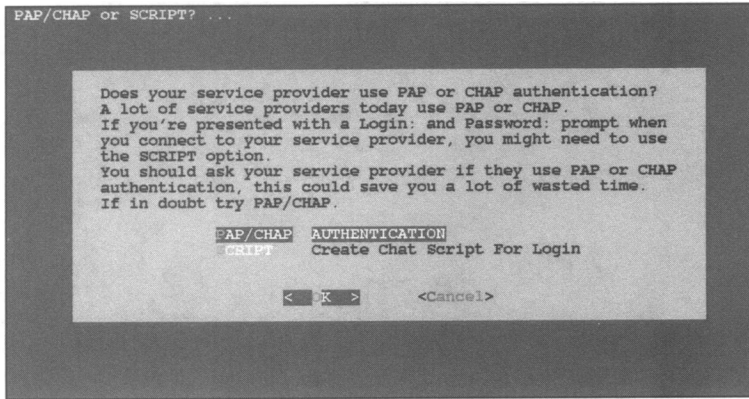 PAP/CHAP or SCRIPT? ...
Does your service provider use PAP or CHAP authentication?
A lot of service providers today use PAP or CHAP.
If you're presented with a Login: and Password: prompt when
you connect to your service provider, you might need to use
the SCRIPT option.
You should ask your service provider if they use PAP or CHAP
authentication, this could save you a lot of wasted time.
If in doubt try PAP/CHAP.
PAP/CHAP AUTHENTICATION
SCRIPT Create Chat Script For Login
< OK > <Cancel>